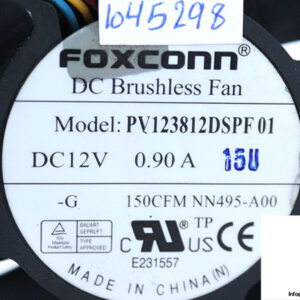 1045298
FOXCONN®
DC Brushless Fan
Model: PV123812DSPF 01
DC12V 0.90 A 15U
-G 150CFM NN495-A00
BAUART GEPRÜFT
TYPE APPROVED
C RU US TP CE
E231557
MADE IN CHINA(N)